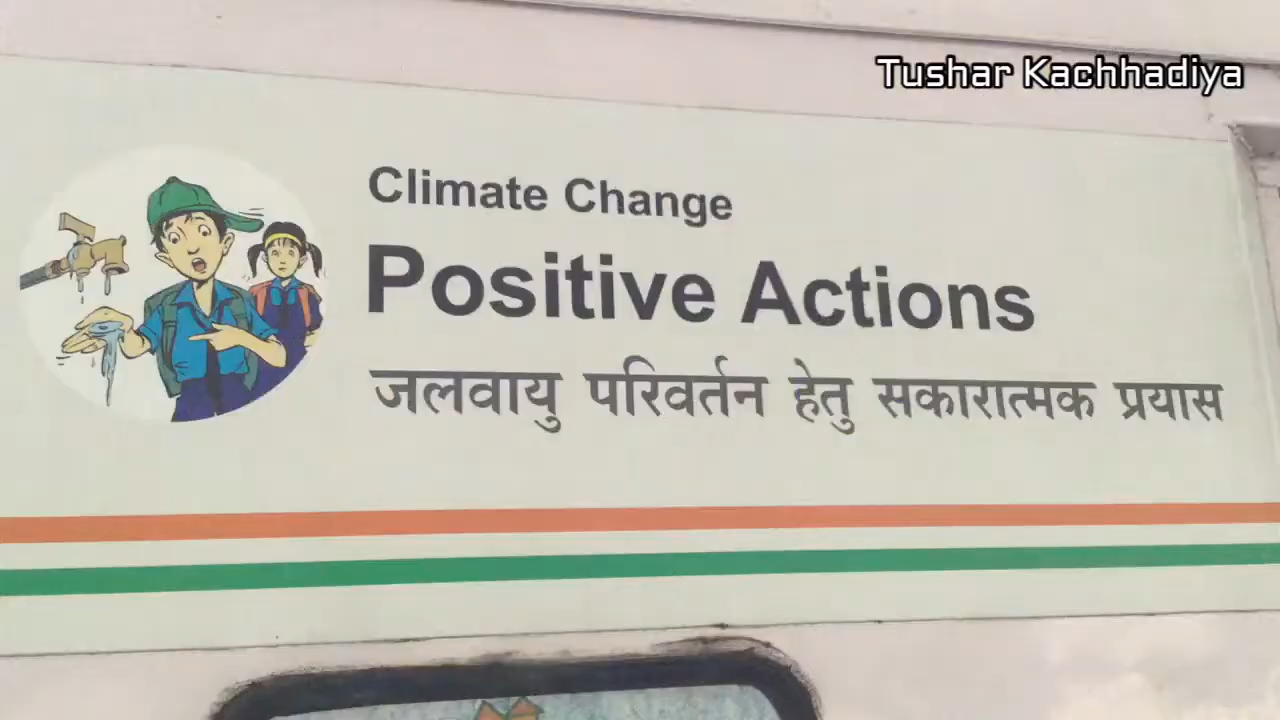 Tushar Kachhadiya
Climate Change
Positive Actions
जलवायु परिवर्तन हेतु सकारात्मक प्रयास